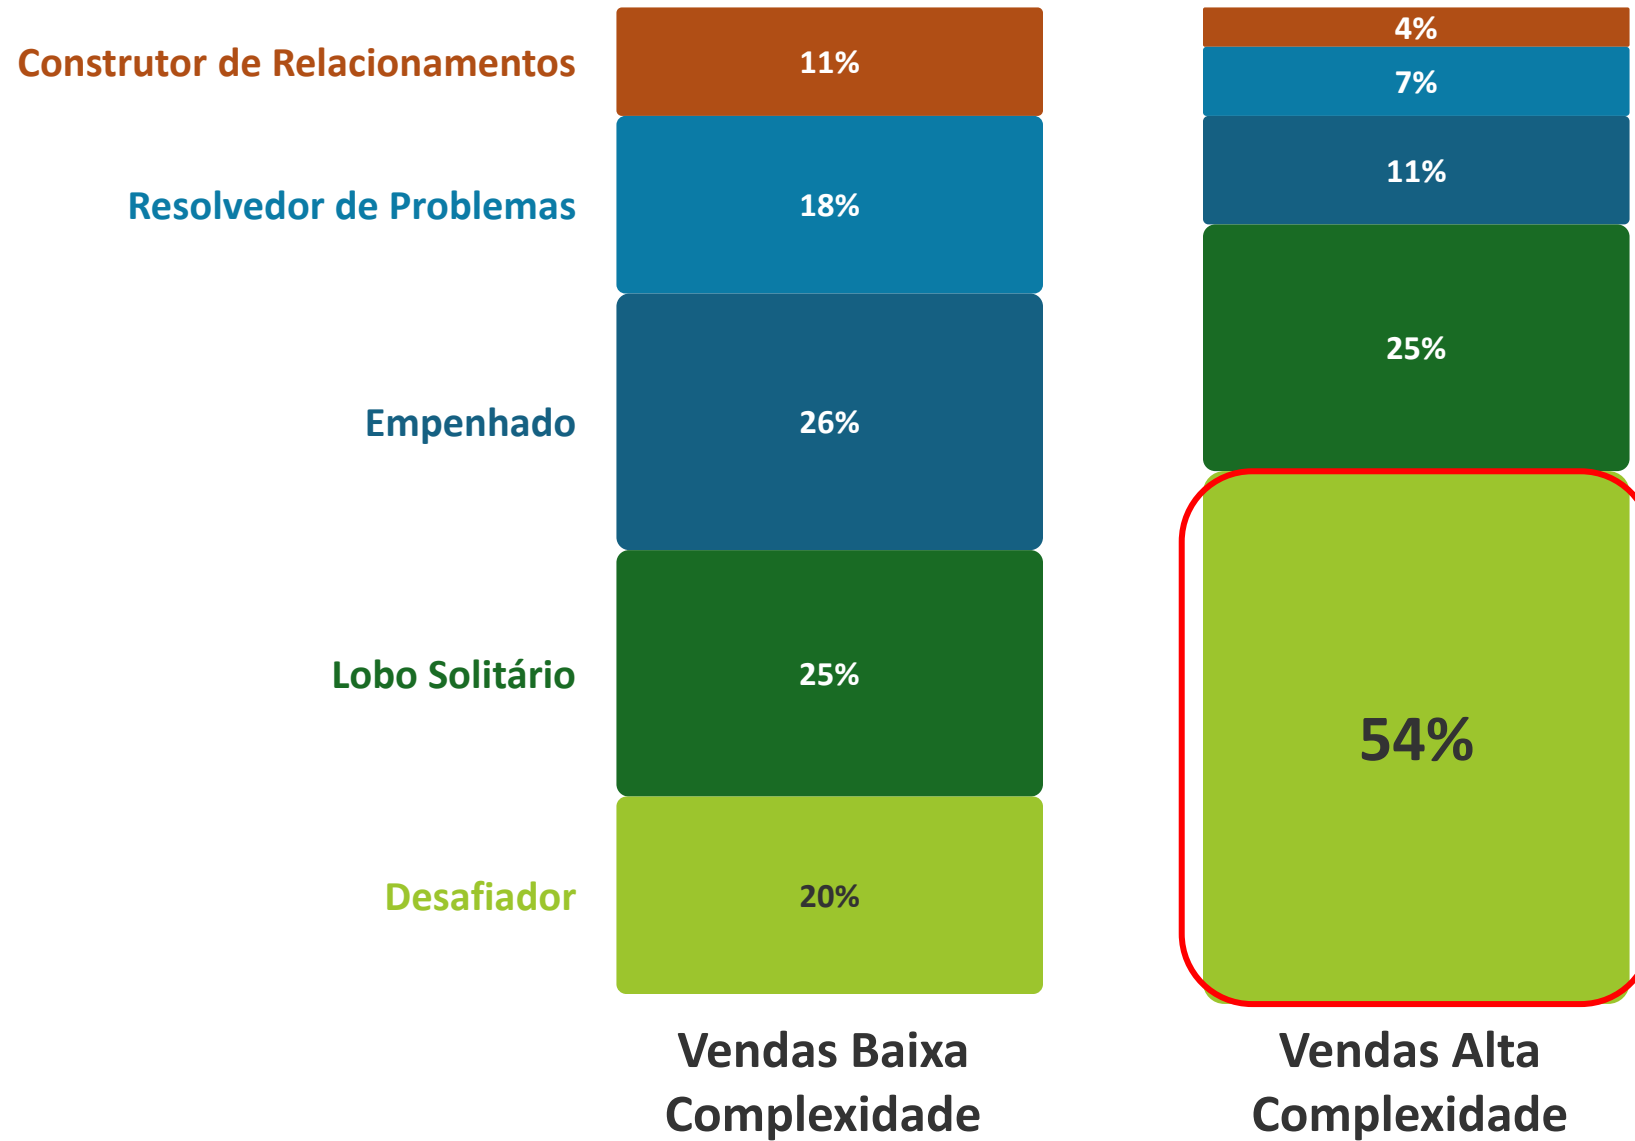 Construtor de Relacionamentos
11%
4%
7%
Resolvedor de Problemas
18%
11%
Empenhado
26%
25%
Lobo Solitário
25%
54%
Desafiador
20%
Vendas Baixa
Complexidade
Vendas Alta
Complexidade